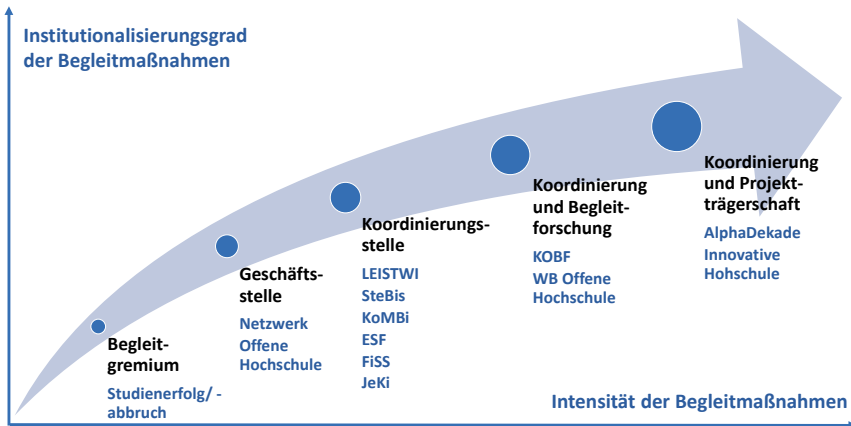 Institutionalisierungsgrad
der Begleitmaßnahmen
Begleit-
gremium
Studienerfolg/ -
abbruch
Geschäfts-
stelle
Netzwerk
Offene
Hochschule
Koordinierungs-
stelle
LEISTWI
SteBis
KoMBi
ESF
FiSS
JeKi
Koordinierung
und Begleit-
forschung
KOBF
WB Offene
Hochschule
Koordinierung
und Projekt-
trägerschaft
AlphaDekade
Innovative
Hohschule
Intensität der Begleitmaßnahmen